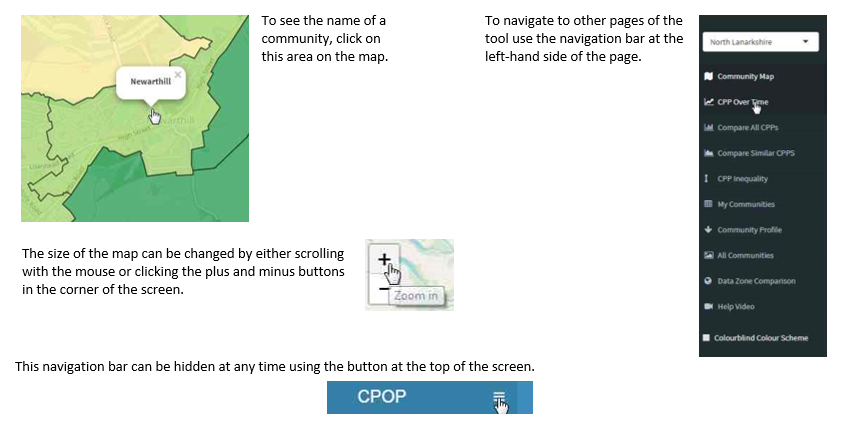 To see the name of a
community, click on
this area on the map.
Newarthill
High Street
To navigate to other pages of the
tool use the navigation bar at the
left-hand side of the page.
North Lanarkshire
Community Map
CPP Over Time
Compare All CPPs
Compare Similar CPPS
CPP Inequality
My Communities
Community Profile
All Communities
Data Zone Comparison
Help Video
Colourblind Colour Scheme
The size of the map can be changed by either scrolling
with the mouse or clicking the plus and minus buttons
in the corner of the screen.
+
−
Zoom in
This navigation bar can be hidden at any time using the button at the top of the screen.
CPOP